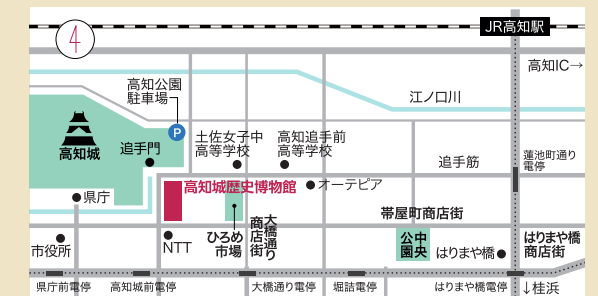 4
JR高知駅
高知IC→
高知公園
駐車場
P
江ノ口川
土佐女子中
高等学校
高知追手前
高等学校
追手筋
蓮池町通り
電停
高知城
追手門
県庁
高知城歴史博物館
オーテピア
帯屋町商店街
市役所
NTT
ひろめ
市場
大橋通り
商店街
中央
公園
はりまや橋
はりまや橋
商店街
県庁前電停
高知城前電停
大橋通り電停
堀詰電停
はりまや橋電停
↓桂浜